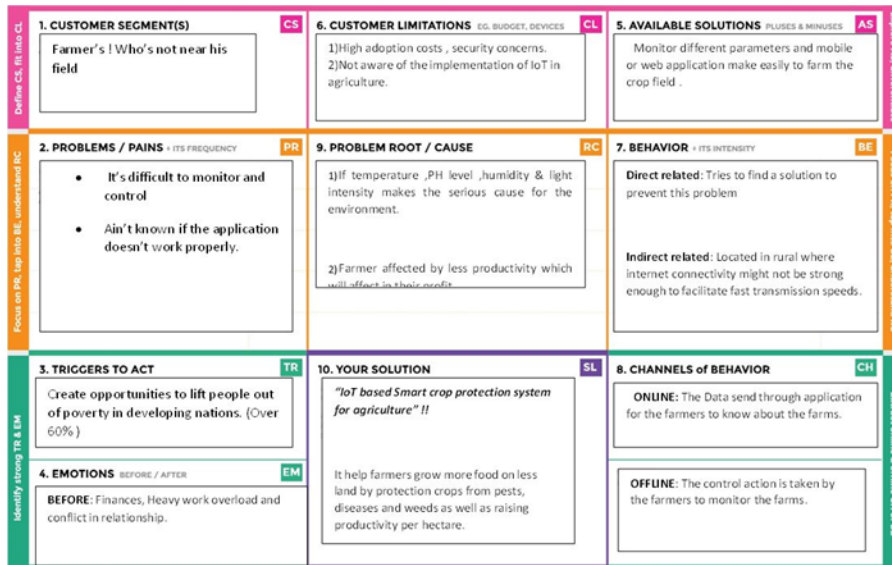 Define CS, fit into CL
1. CUSTOMER SEGMENT(S) CS
Farmer's ! Who's not near his
field
6. CUSTOMER LIMITATIONS EG. BUDGET, DEVICES CL
1)High adoption costs , security concerns.
2)Not aware of the implementation of IoT in
agriculture.
5. AVAILABLE SOLUTIONS PLUSES & MINUSES AS
Monitor different parameters and mobile
or web application make easily to farm the
crop field .
Focus on PR, tap into BE, understand RC
2. PROBLEMS / PAINS + ITS FREQUENCY PR
• It's difficult to monitor and
control
• Ain't known if the application
doesn't work properly.
9. PROBLEM ROOT / CAUSE RC
1)If temperature ,PH level ,humidity & light
intensity makes the serious cause for the
environment.
2)Farmer affected by less productivity which
will affect in their profit
7. BEHAVIOR + ITS INTENSITY BE
Direct related: Tries to find a solution to
prevent this problem
Indirect related: Located in rural where
internet connectivity might not be strong
enough to facilitate fast transmission speeds.
Identify strong TR & EM
3. TRIGGERS TO ACT TR
Create opportunities to lift people out
of poverty in developing nations. (Over
60% )
4. EMOTIONS BEFORE / AFTER EM
BEFORE: Finances, Heavy work overload and
conflict in relationship.
10. YOUR SOLUTION SL
"IoT based Smart crop protection system
for agriculture" !!
It help farmers grow more food on less
land by protection crops from pests,
diseases and weeds as well as raising
productivity per hectare.
8. CHANNELS of BEHAVIOR CH
ONLINE: The Data send through application
for the farmers to know about the farms.
OFFLINE: The control action is taken by
the farmers to monitor the farms.